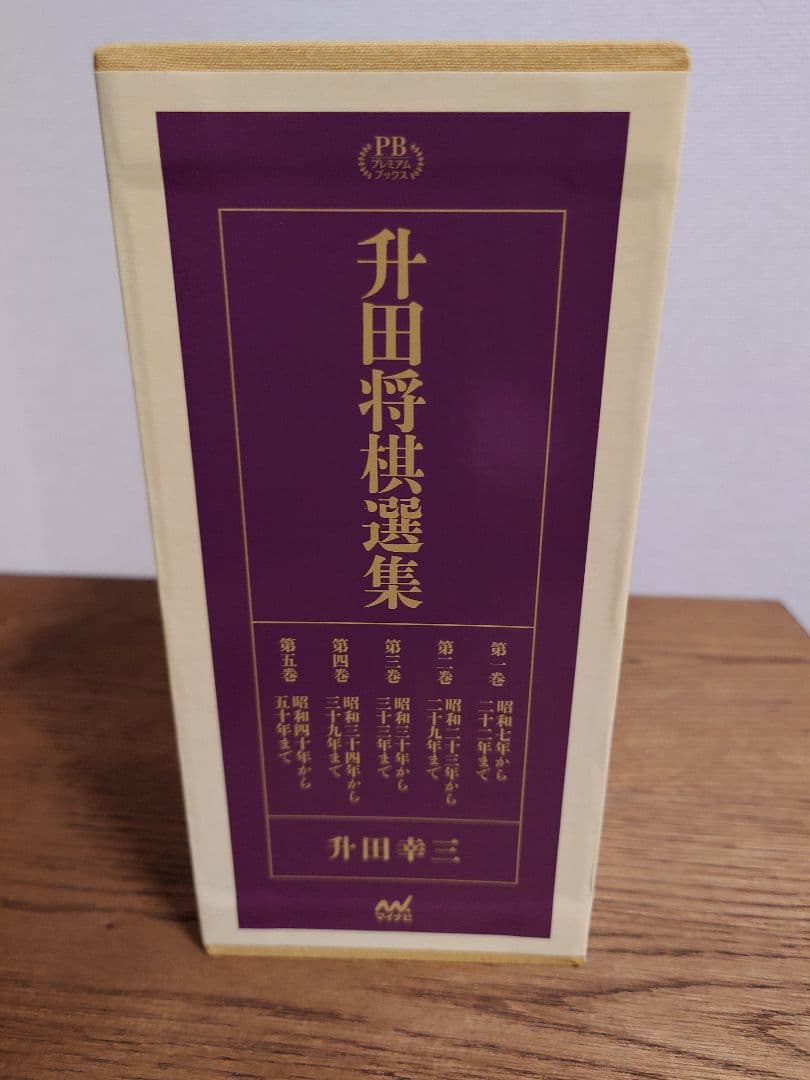 PB
プレミアム
ブックス
升田将棋選集
第一巻
昭和七年から
二十二年まで
第二巻
昭和二十三年から
二十九年まで
第三巻
昭和三十年から
三十三年まで
第四巻
昭和三十四年から
三十九年まで
第五巻
昭和四十年から
五十年まで
升田幸三
マイナビ